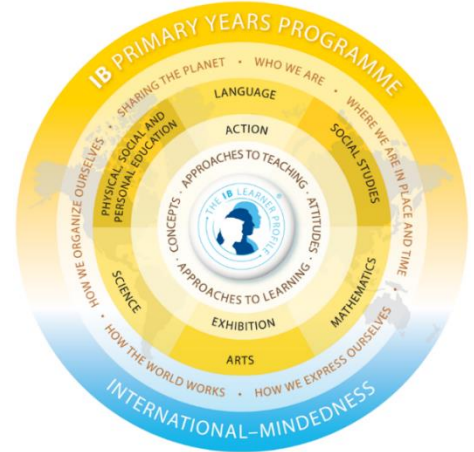 IB PRIMARY YEARS PROGRAMME
SHARING THE PLANET • WHO WE ARE • WHERE WE ARE IN PLACE AND TIME •
HOW WE EXPRESS OURSELVES • HOW THE WORLD WORKS • HOW WE ORGANIZE OURSELVES •
LANGUAGE
SOCIAL STUDIES
MATHEMATICS
ARTS
SCIENCE
PHYSICAL, SOCIAL AND
PERSONAL EDUCATION
ACTION
EXHIBITION
APPROACHES TO TEACHING · ATTITUDES · APPROACHES TO LEARNING · CONCEPTS ·
THE IB LEARNER PROFILE
®
INTERNATIONAL–MINDEDNESS